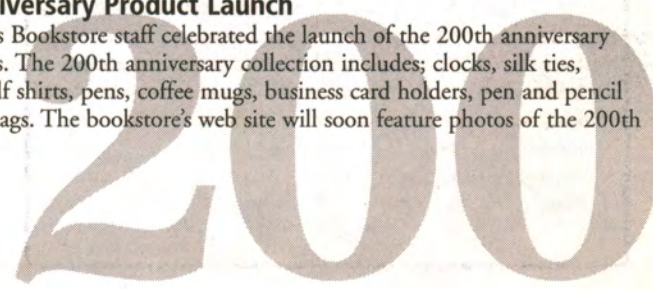 iversary Product Launch
s Bookstore staff celebrated the launch of the 200th anniversary
s. The 200th anniversary collection includes; clocks, silk ties,
lf shirts, pens, coffee mugs, business card holders, pen and pencil
ags. The bookstore's web site will soon feature photos of the 200th
200